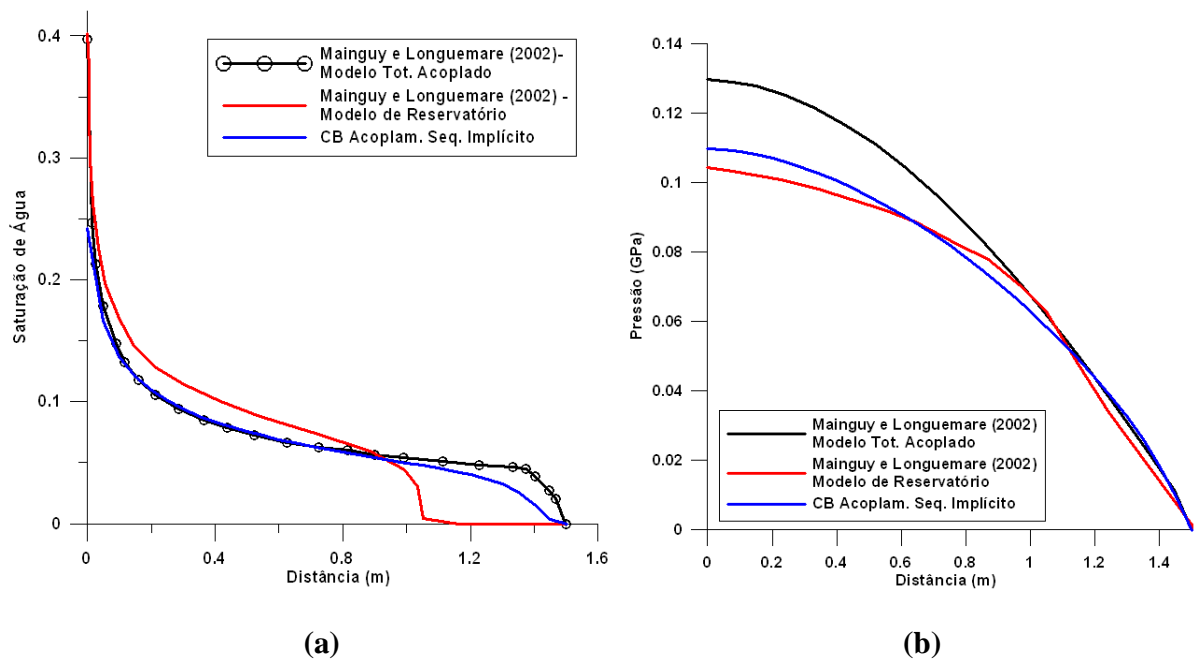 0.4
0.3
0.2
0.1
0
Saturação de Água
Mainguy e Longuemare (2002)-
Modelo Tot. Acoplado
Mainguy e Longuemare (2002) -
Modelo de Reservatório
CB Acoplam. Seq. Implícito
0 0.4 0.8 1.2 1.6
Distância (m)
(a)
0.14
0.12
0.1
0.08
0.06
0.04
0.02
0
Pressão (GPa)
Mainguy e Longuemare (2002)
Modelo Tot. Acoplado
Mainguy e Longuemare (2002)
Modelo de Reservatório
CB Acoplam. Seq. Implícito
0 0.2 0.4 0.6 0.8 1 1.2 1.4
Distância (m)
(b)